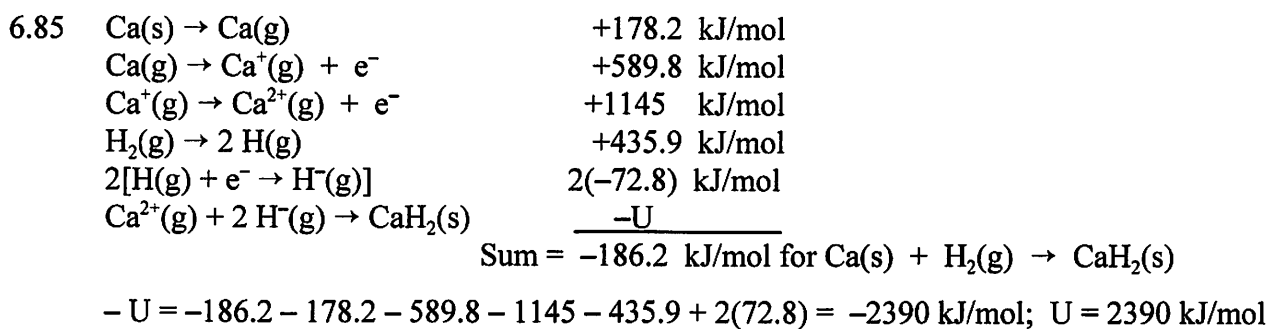 6.85 Ca(s) → Ca(g) +178.2 kJ/mol
Ca(g) → Ca⁺(g) + e⁻ +589.8 kJ/mol
Ca⁺(g) → Ca²⁺(g) + e⁻ +1145 kJ/mol
H₂(g) → 2 H(g) +435.9 kJ/mol
2[H(g) + e⁻ → H⁻(g)] 2(–72.8) kJ/mol
Ca²⁺(g) + 2 H⁻(g) → CaH₂(s) –U
Sum = –186.2 kJ/mol for Ca(s) + H₂(g) → CaH₂(s)
– U = –186.2 – 178.2 – 589.8 – 1145 – 435.9 + 2(72.8) = –2390 kJ/mol; U = 2390 kJ/mol